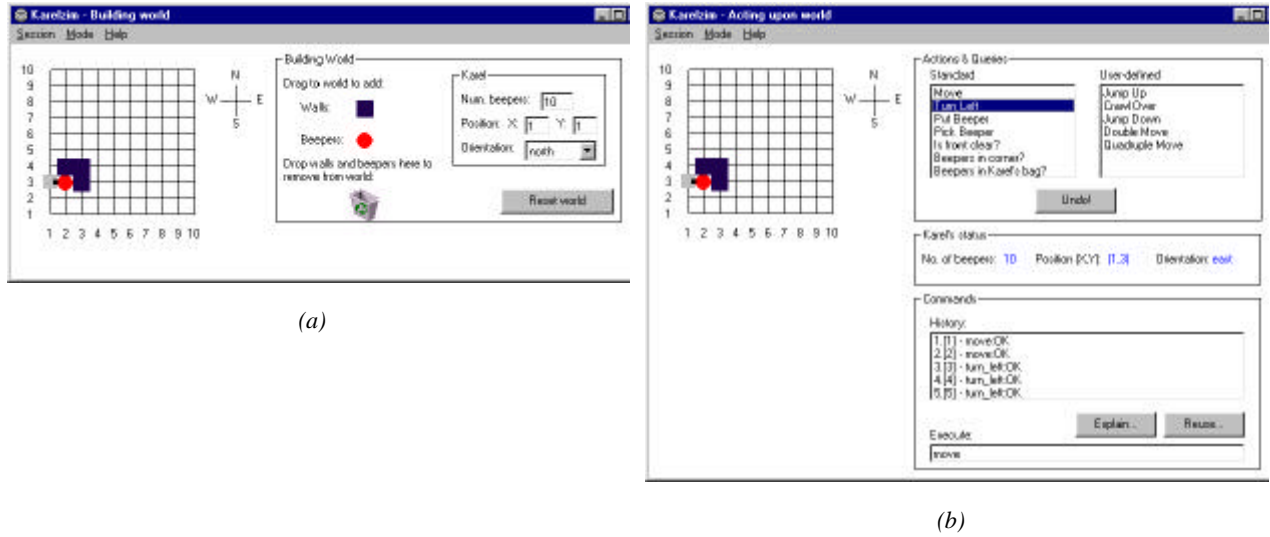 Karelzim - Building world
Session Mode Help
10
9
8
7
6
5
4
3
2
1
1 2 3 4 5 6 7 8 9 10
N
W E
S
Building World
Drag to world to add:
Walls:
Beepers:
Drop walls and beepers here to
remove from world:
Karel
Num. beepers: 10
Position: X: 1 Y: 1
Orientation: north
Reset world
(a)
Karelzim - Acting upon world
Session Mode Help
10
9
8
7
6
5
4
3
2
1
1 2 3 4 5 6 7 8 9 10
N
W E
S
Actions & Queries
Standard
Move
Turn Left
Put Beeper
Pick Beeper
Is front clear?
Beepers in corner?
Beepers in Karel's bag?
User-defined
Jump Up
Crawl Over
Jump Down
Double Move
Quadruple Move
Undo!
Karel's status
No. of beepers: 10 Position (X,Y): (1,3) Orientation: east
Commands
History:
1.[1] - move:OK
2.[2] - move:OK
3.[3] - turn_left:OK
4.[4] - turn_left:OK
5.[5] - turn_left:OK
Explain... Reuse...
Execute:
move
(b)